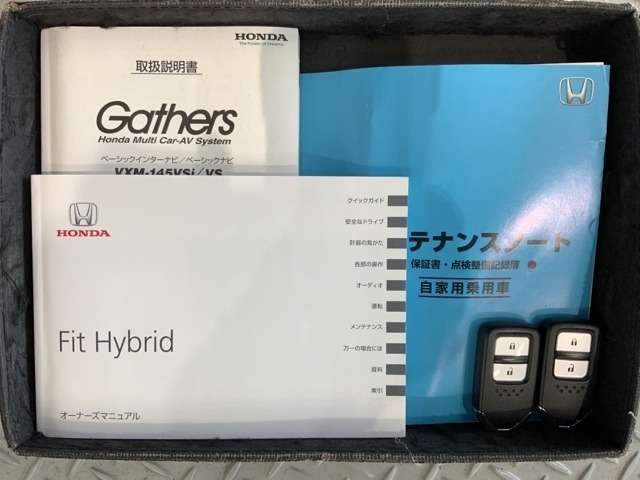 HONDA
The Power of Dreams
取扱説明書
Gathers
Honda Multi Car-AV System
ベーシックインターナビ/ベーシックナビ
VXM-145VSi/VS
HONDA
クイックガイド
安全なドライブ
計器の見かた
各部の操作
オーディオ
運転
メンテナンス
万一の場合には
資料
索引
Fit Hybrid
オーナーズマニュアル
テナンスノート
保証書・点検整備記録簿
自家用乗用車